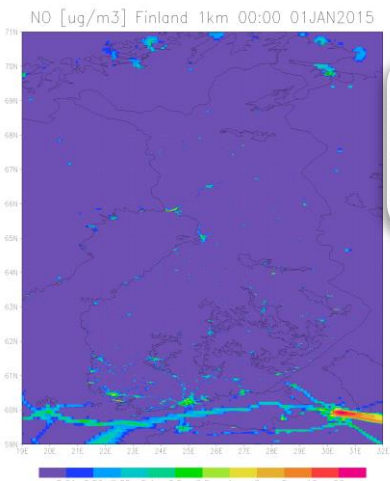 NO [ug/m3] Finland 1km 00:00 01JAN2015
71N
70N
69N
68N
67N
66N
65N
64N
63N
62N
61N
60N
59N
19E 20E 21E 22E 23E 24E 25E 26E 27E 28E 29E 30E 31E 32E